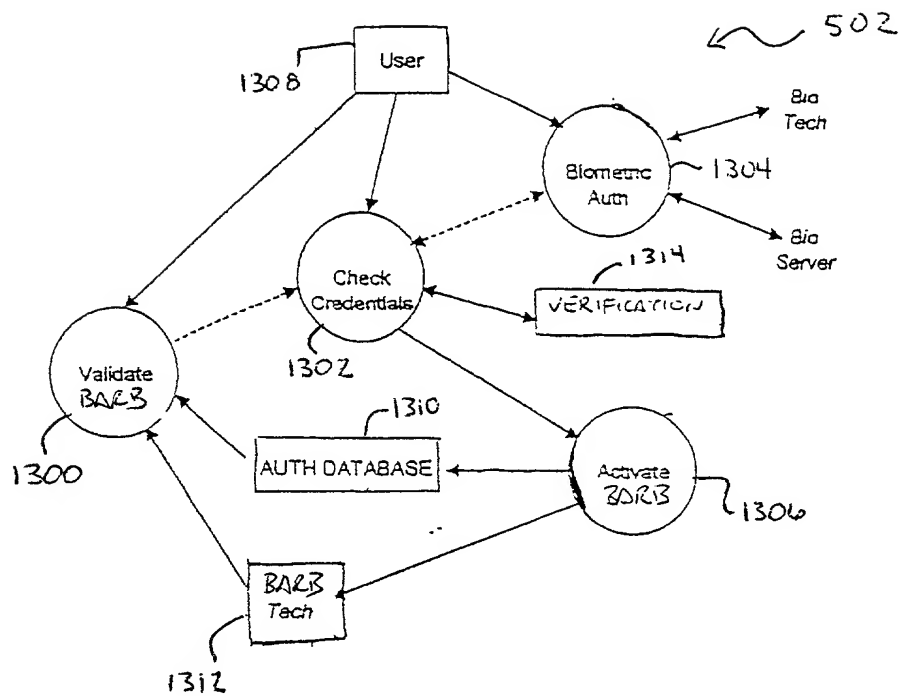 502
User
1308
Bio
Tech
Biometric
Auth
1304
Bio
Server
1314
VERIFICATION
Check
Credentials
1302
Validate
BARB
1300
1310
AUTH DATABASE
Activate
BARB
1306
BARB
Tech
1312